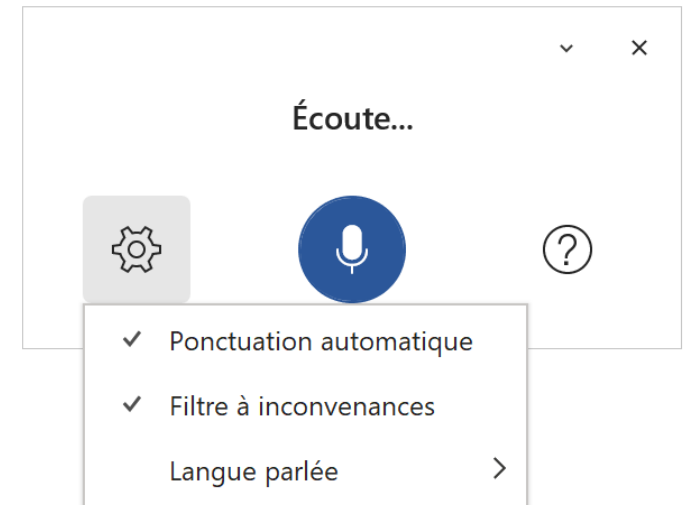 Écoute...
?
Ponctuation automatique
Filtre à inconvenances
Langue parlée